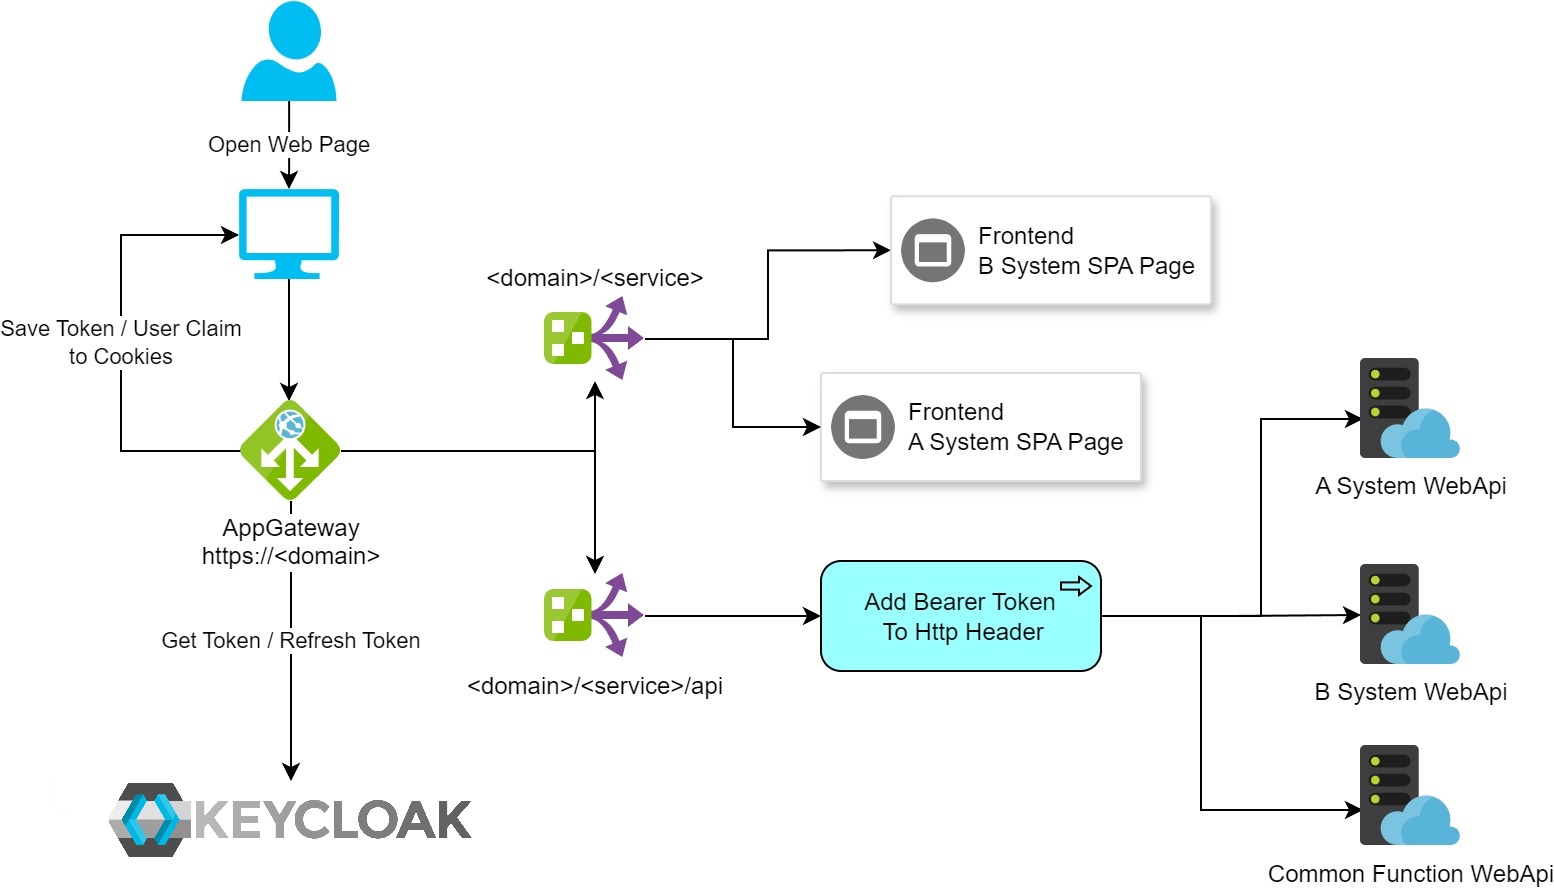 Open Web Page
<domain>/<service>
Frontend
B System SPA Page
Save Token / User Claim
to Cookies
Frontend
A System SPA Page
A System WebApi
AppGateway
https://<domain>
Add Bearer Token
To Http Header
Get Token / Refresh Token
<domain>/<service>/api
B System WebApi
KEYCLOAK
Common Function WebApi